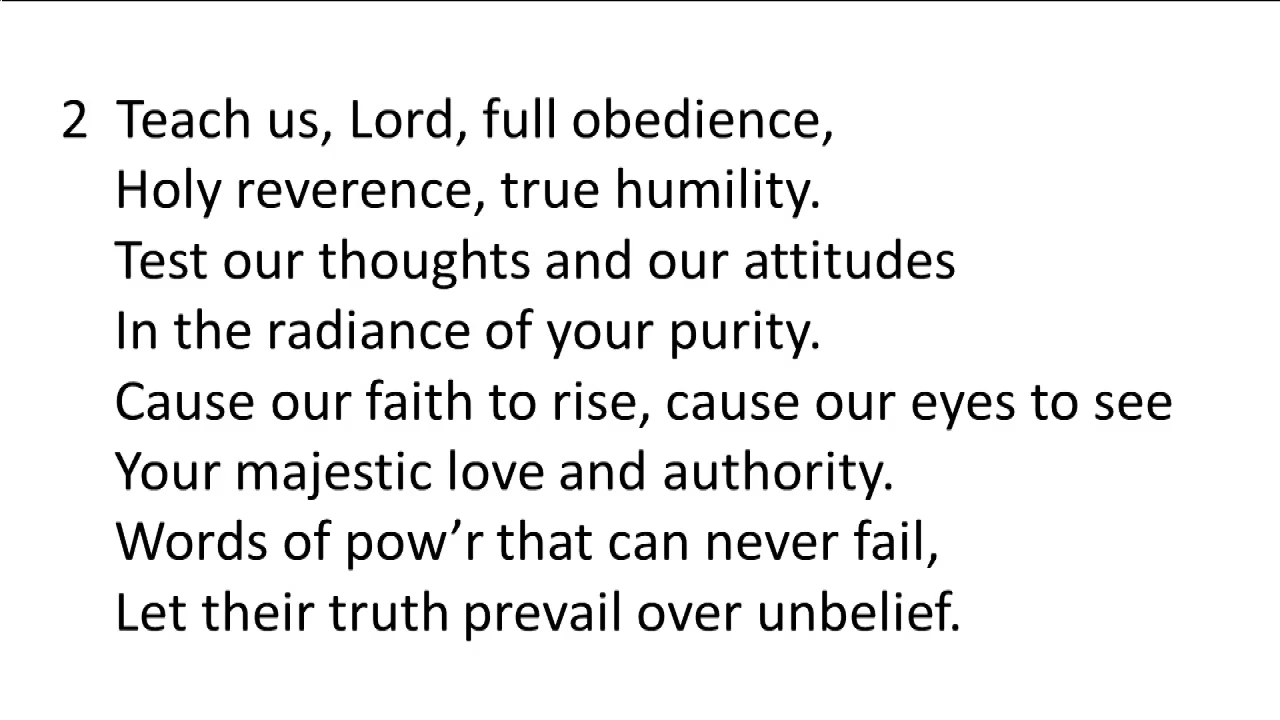 2 Teach us, Lord, full obedience,
Holy reverence, true humility.
Test our thoughts and our attitudes
In the radiance of your purity.
Cause our faith to rise, cause our eyes to see
Your majestic love and authority.
Words of pow’r that can never fail,
Let their truth prevail over unbelief.